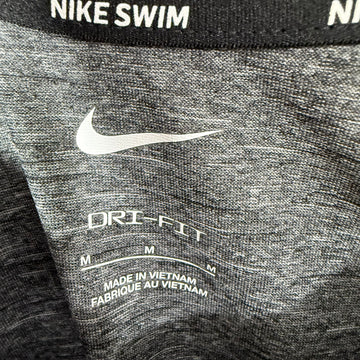 NIKE SWIM
DRI-FIT
M M M
MADE IN VIETNAM
FABRIQUE AU VIETNAM